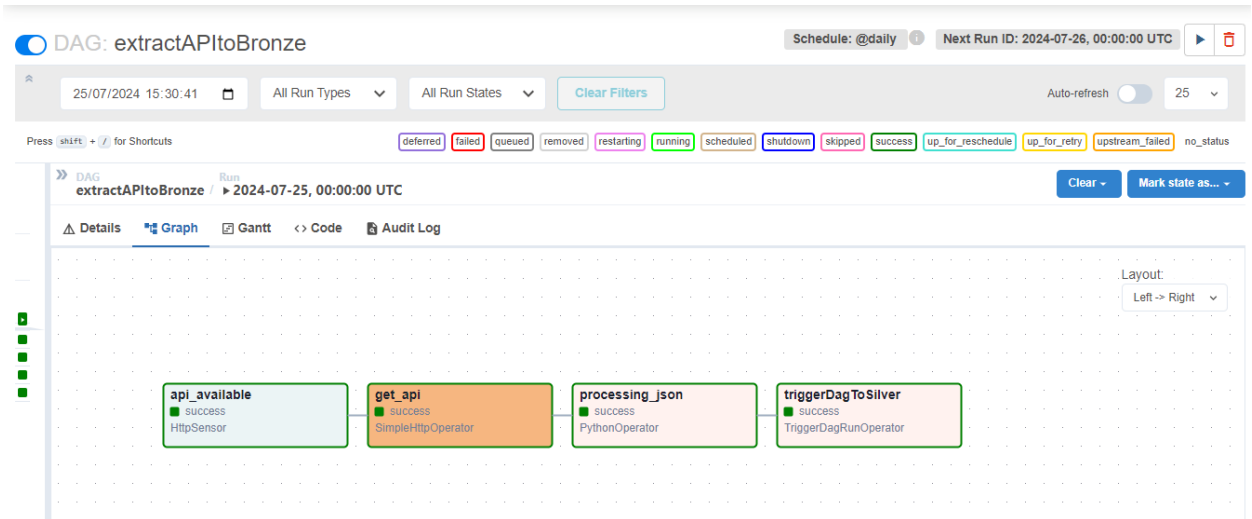 DAG: extractAPItoBronze
Schedule: @daily i Next Run ID: 2024-07-26, 00:00:00 UTC
25/07/2024 15:30:41 All Run Types All Run States Clear Filters Auto-refresh 25
Press shift + / for Shortcuts deferred failed queued removed restarting running scheduled shutdown skipped success up_for_reschedule up_for_retry upstream_failed no_status
DAG Run
extractAPItoBronze / 2024-07-25, 00:00:00 UTC Clear Mark state as...
Details Graph Gantt <> Code Audit Log
Layout:
Left -> Right
api_available
success
HttpSensor
get_api
success
SimpleHttpOperator
processing_json
success
PythonOperator
triggerDagToSilver
success
TriggerDagRunOperator